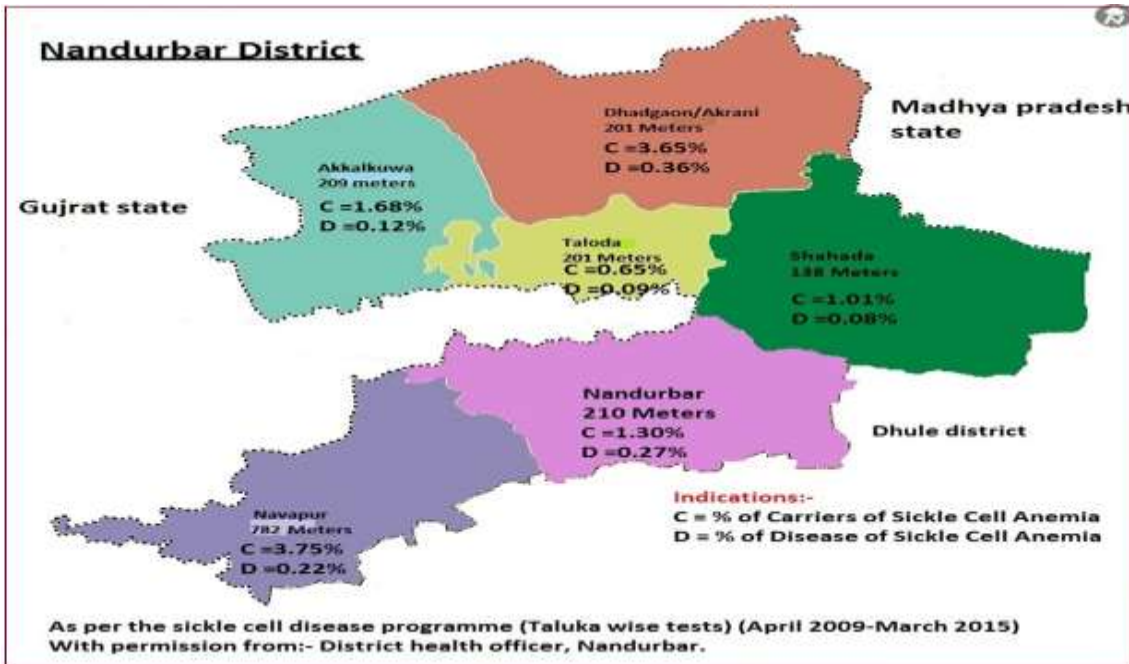 Nandurbar District
Dhadgaon/Akrani
201 Meters
C =3.65%
D =0.36%
Madhya pradesh
state
Akkalkuwa
209 meters
C =1.68%
D =0.12%
Gujrat state
Taloda
201 Meters
C =0.65%
D =0.09%
Shahada
138 Meters
C =1.01%
D =0.08%
Nandurbar
210 Meters
C =1.30%
D =0.27%
Dhule district
Navapur
782 Meters
C =3.75%
D =0.22%
Indications:-
C = % of Carriers of Sickle Cell Anemia
D = % of Disease of Sickle Cell Anemia
As per the sickle cell disease programme (Taluka wise tests) (April 2009-March 2015)
With permission from:- District health officer, Nandurbar.